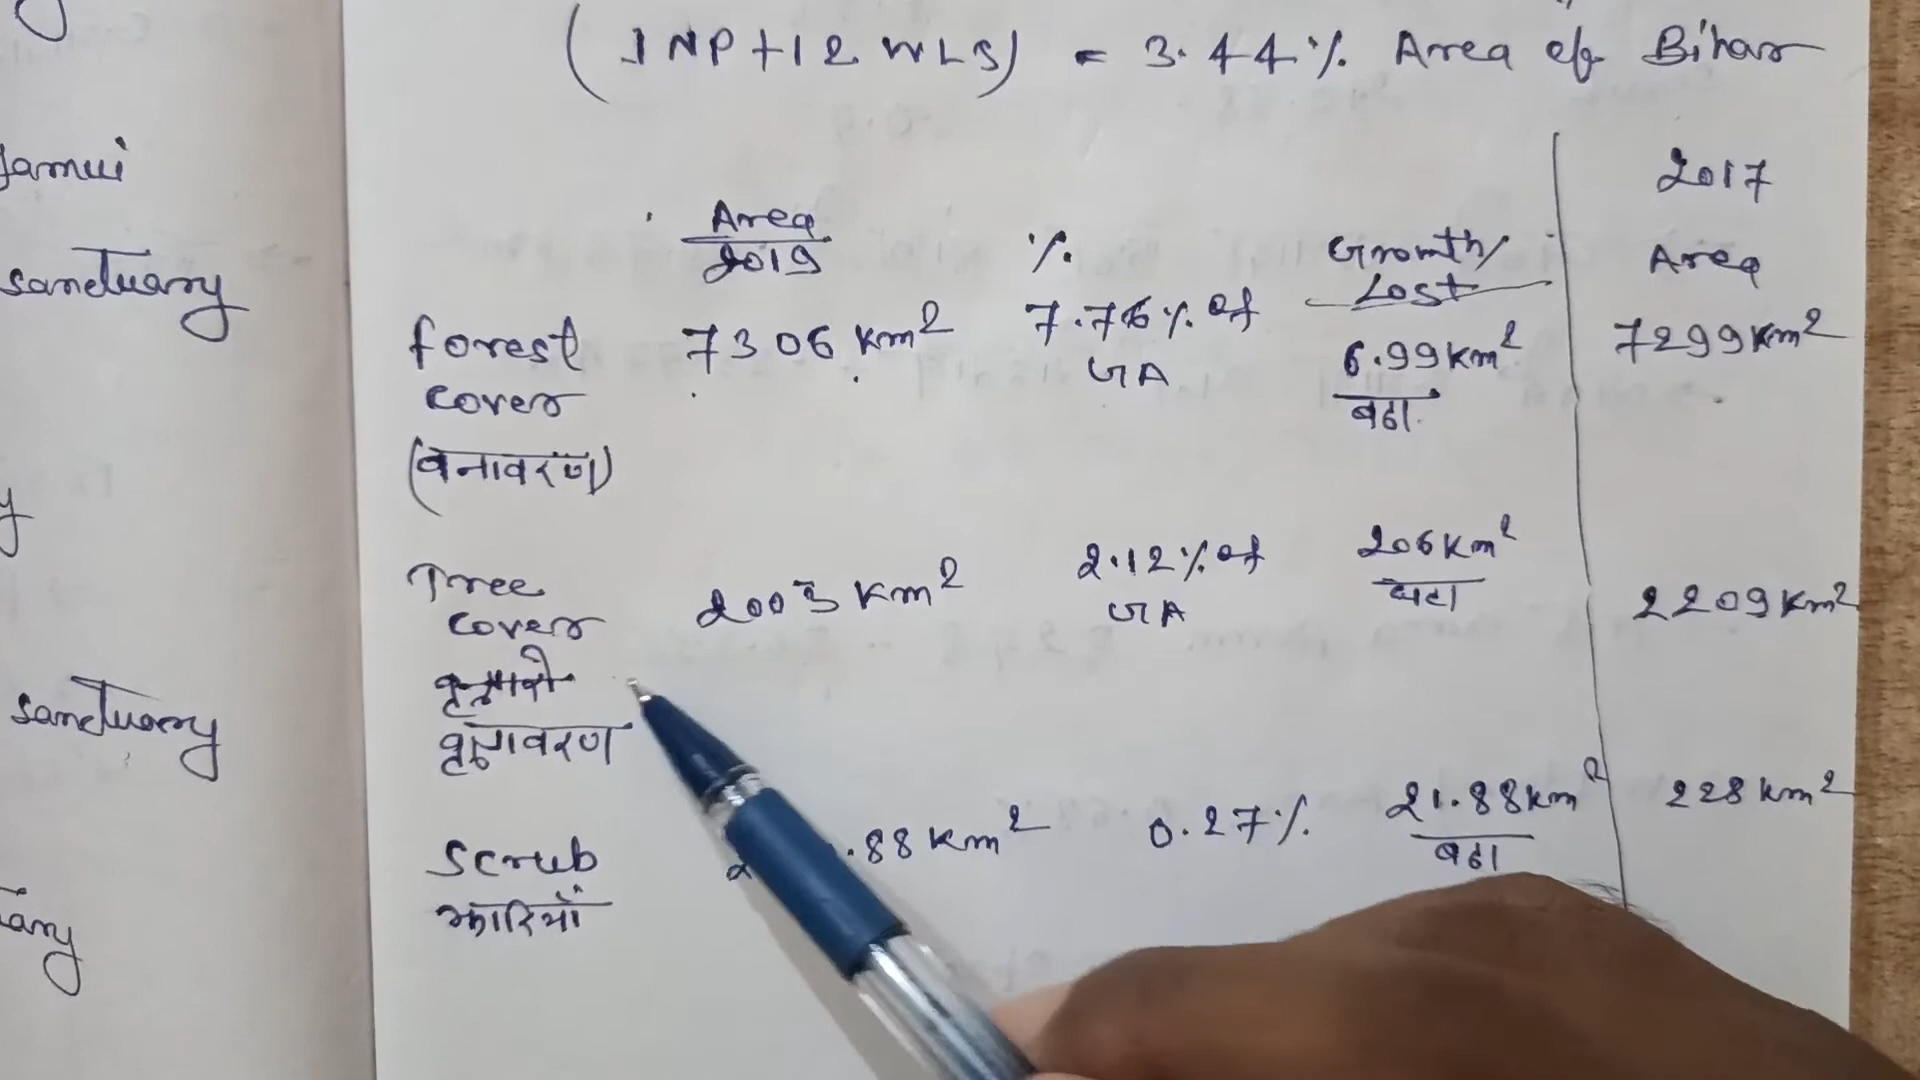 (1 NP + 12 WLS) = 3.44% Area of Bihar
Jamui
sanctuary
sanctuary
Area 2019 % Growth/Lost 2017 Area
forest cover 7306 km² 7.76% of GA 6.99 km² बढा 7299 km²
(वनावरण)
Tree cover 2003 km² 2.12% of GA 206 km² घटा 2209 km²
वृक्षावरण
Scrub .88 km² 0.27% 21.88 km² बढा 228 km²
झारियाँ